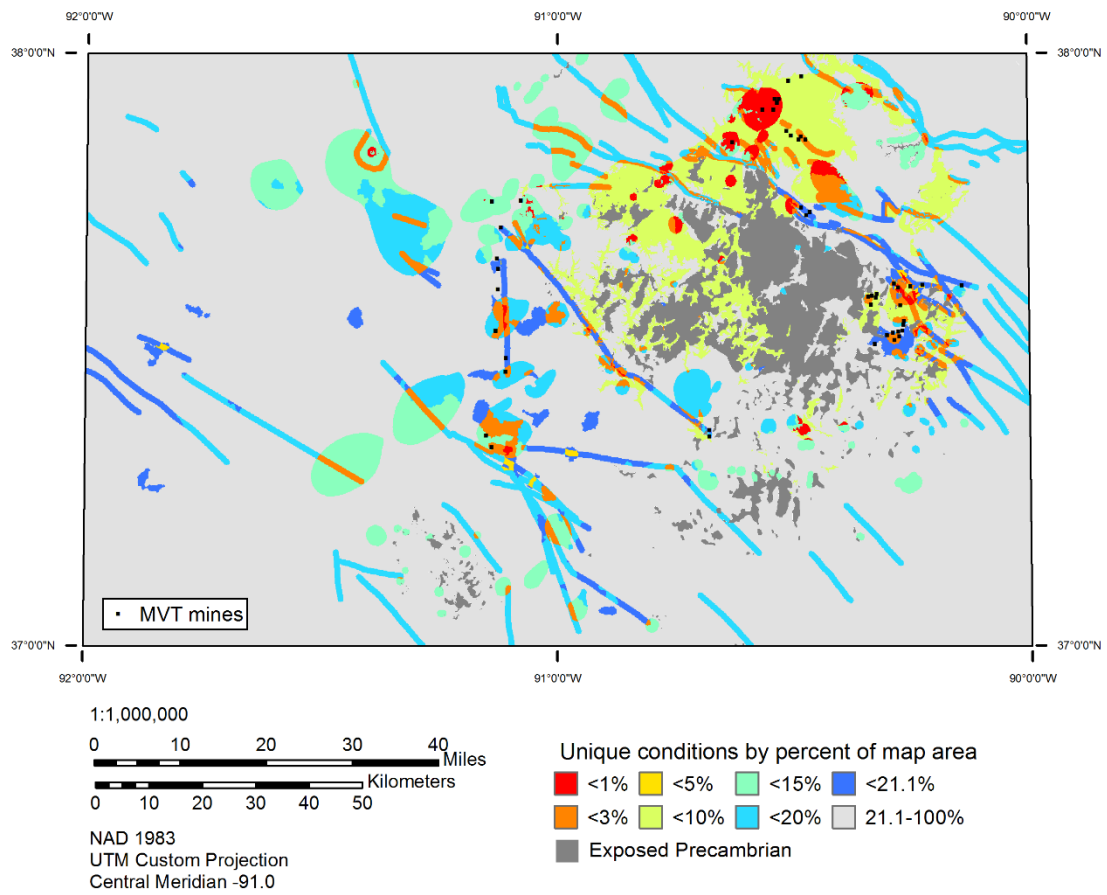 92°0'0"W 91°0'0"W 90°0'0"W
38°0'0"N 38°0'0"N
MVT mines
37°0'0"N 37°0'0"N
92°0'0"W 91°0'0"W 90°0'0"W
1:1,000,000
0 10 20 30 40
Miles
Kilometers
0 10 20 30 40 50
NAD 1983
UTM Custom Projection
Central Meridian -91.0
Unique conditions by percent of map area
<1% <5% <15% <21.1%
<3% <10% <20% 21.1-100%
Exposed Precambrian